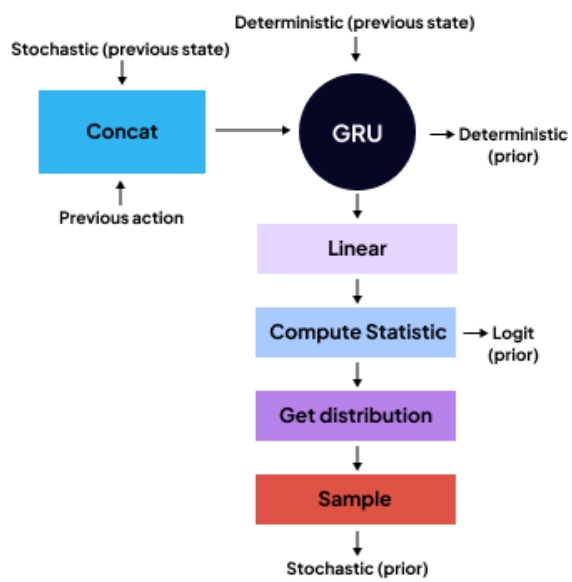 Deterministic (previous state)
Stochastic (previous state)
Concat
GRU
Deterministic
(prior)
Previous action
Linear
Compute Statistic
Logit
(prior)
Get distribution
Sample
Stochastic (prior)